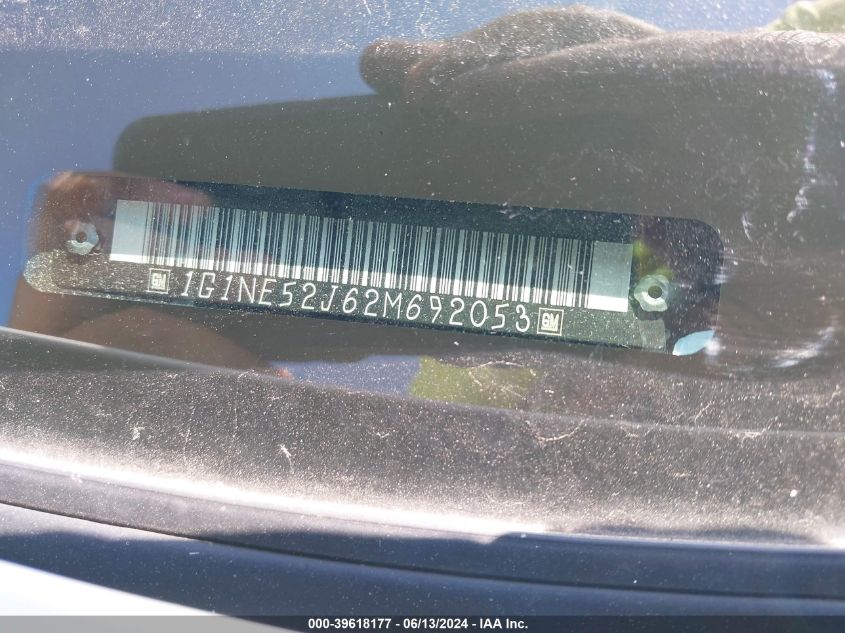 GM 1G1NE52J62M692053 GM
000-39618177 - 06/13/2024 - IAA Inc.